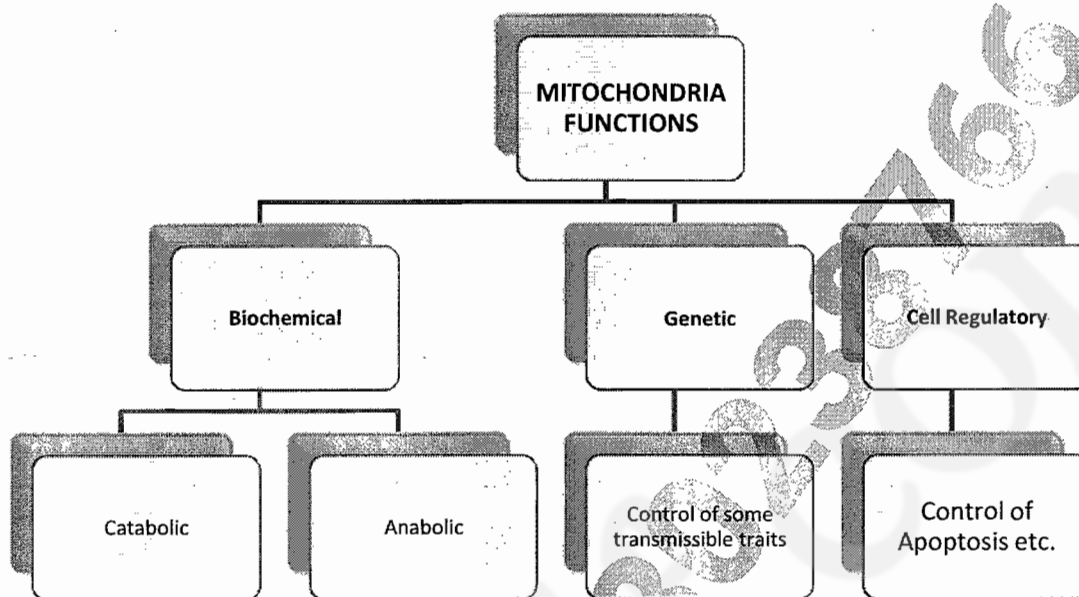 MITOCHONDRIA
FUNCTIONS
Biochemical
Genetic
Cell Regulatory
Catabolic
Anabolic
Control of some
transmissible traits
Control of
Apoptosis etc.